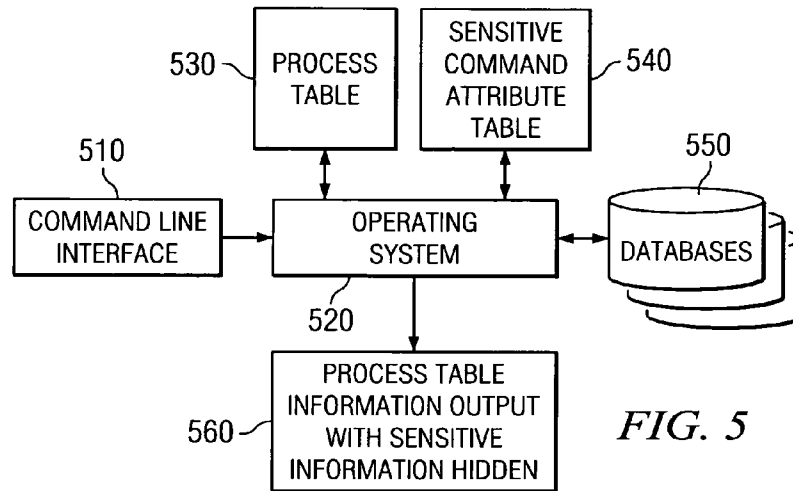 530
PROCESS
TABLE
SENSITIVE
COMMAND
ATTRIBUTE
TABLE
540
510
COMMAND LINE
INTERFACE
OPERATING
SYSTEM
520
550
DATABASES
560
PROCESS TABLE
INFORMATION OUTPUT
WITH SENSITIVE
INFORMATION HIDDEN
FIG. 5